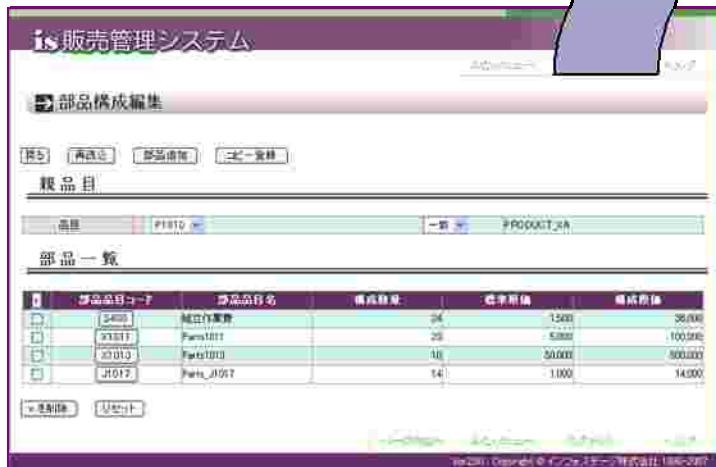 is販売管理システム
部品構成編集
戻る 再読込 部品追加 コピー登録
親品目
品目 P1010 PRODUCT_XA
部品一覧
部品品目コード 部品品目名 構成数量 標準原価 構成原価
組立作業費 24 1,500 36,000
X1011 Parts1011 20 5,000 100,000
X1013 Parts1013 10 50,000 500,000
J1017 Parts_J1017 14 1,000 14,000
リセット